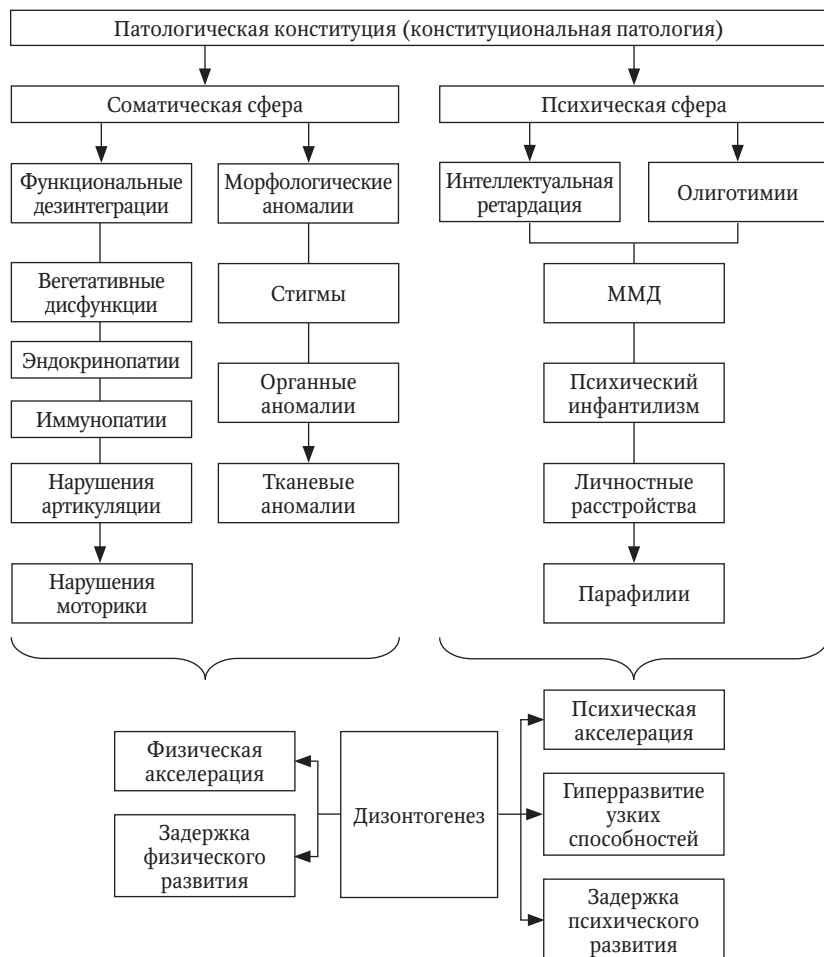 Патологическая конституция (конституциональная патология)
Соматическая сфера
Психическая сфера
Функциональные
дезинтеграции
Морфологические
аномалии
Интеллектуальная
ретардация
Олиготимии
Вегетативные
дисфункции
Стигмы
ММД
Эндокринопатии
Органные
аномалии
Психический
инфантилизм
Иммунопатии
Нарушения
артикуляции
Тканевые
аномалии
Личностные
расстройства
Нарушения
моторики
Парафилии
Физическая
акселерация
Задержка
физического
развития
Дизонтогенез
Психическая
акселерация
Гиперразвитие
узких
способностей
Задержка
психического
развития